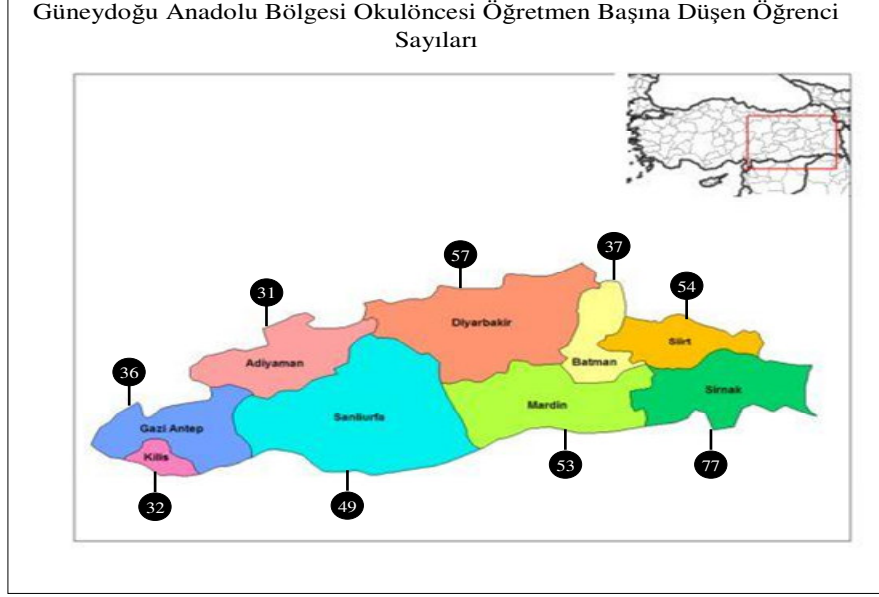 Güneydoğu Anadolu Bölgesi Okulöncesi Öğretmen Başına Düşen Öğrenci
Sayıları
57
37
31
54
Diyarbakir
Siirt
Adiyaman
Batman
36
Sirnak
Mardin
Sanliurfa
Gazi Antep
Kilis
53
77
32
49